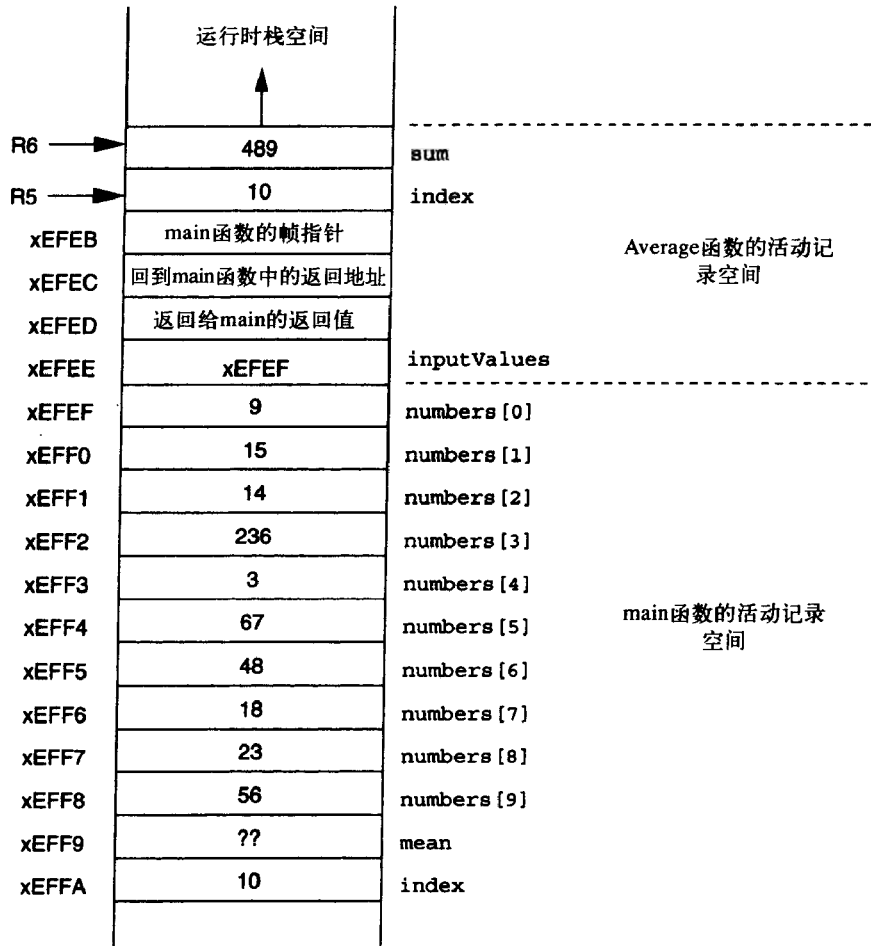 运行时栈空间
R6 489 sum
R5 10 index
xEFEB main函数的帧指针
Average函数的活动记
录空间
xEFEC 回到main函数中的返回地址
xEFED 返回给main的返回值
xEFEE xEFEF inputValues
xEFEF 9 numbers[0]
xEFF0 15 numbers[1]
xEFF1 14 numbers[2]
xEFF2 236 numbers[3]
xEFF3 3 numbers[4]
xEFF4 67 numbers[5]
main函数的活动记录
空间
xEFF5 48 numbers[6]
xEFF6 18 numbers[7]
xEFF7 23 numbers[8]
xEFF8 56 numbers[9]
xEFF9 ?? mean
xEFFA 10 index